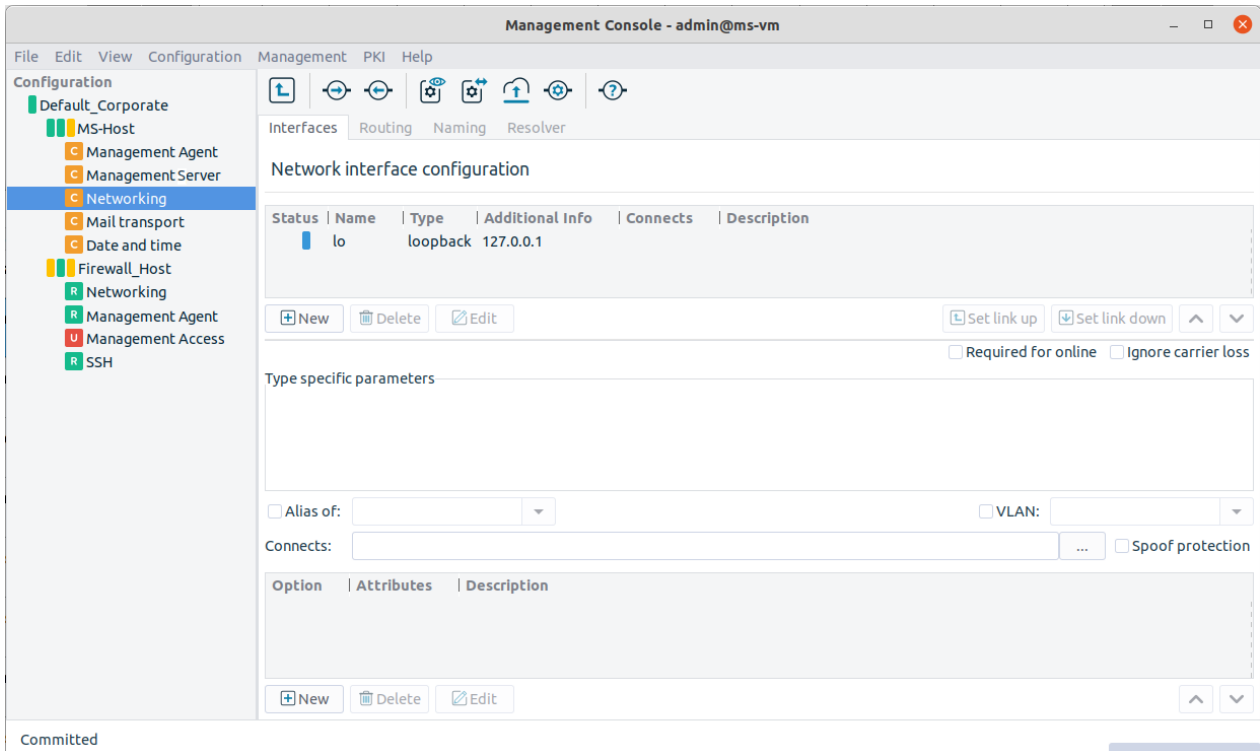 Management Console - admin@ms-vm
File Edit View Configuration Management PKI Help
Configuration
Default_Corporate
MS-Host
C Management Agent
C Management Server
C Networking
C Mail transport
C Date and time
Firewall_Host
R Networking
R Management Agent
U Management Access
R SSH
Interfaces Routing Naming Resolver
Network interface configuration
Status Name Type Additional Info Connects Description
lo loopback 127.0.0.1
New Delete Edit Set link up Set link down
Required for online Ignore carrier loss
Type specific parameters
Alias of: VLAN:
Connects: ... Spoof protection
Option Attributes Description
New Delete Edit
Committed